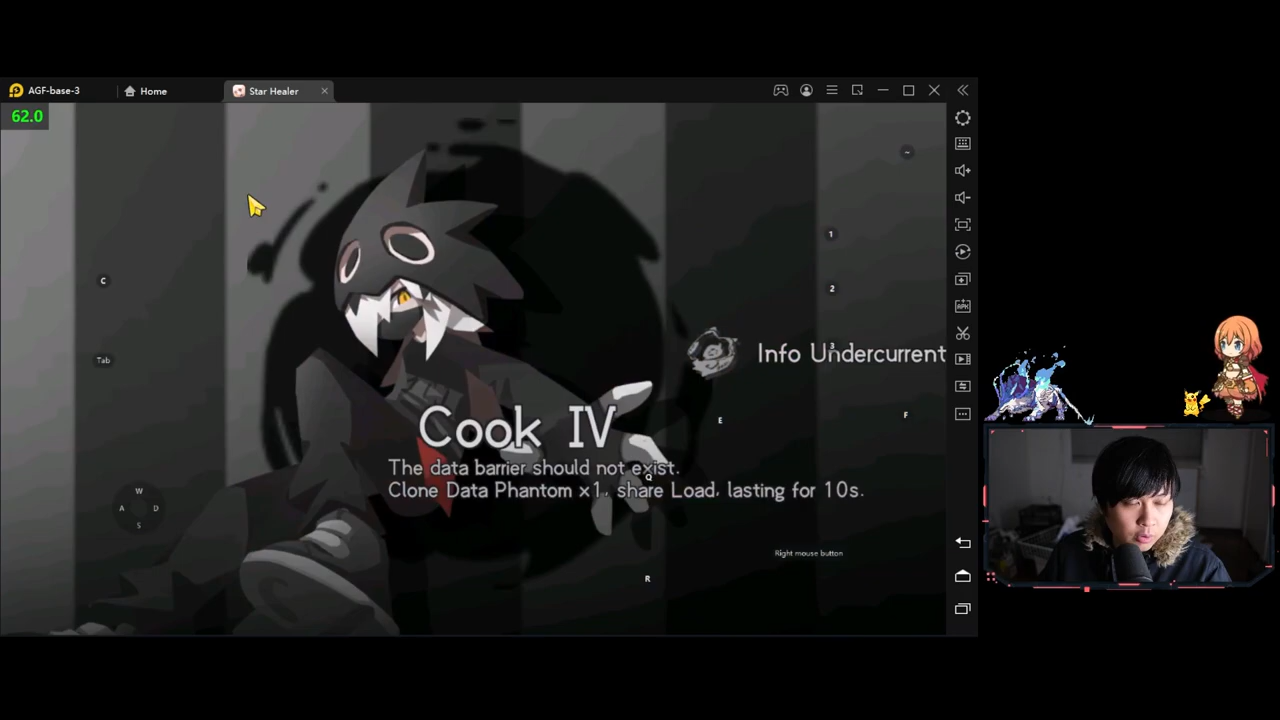 AGF-base-3
Home
Star Healer
62.0
~
1
C
2
3
Info Undercurrent
Tab
E
F
Cook IV
The data barrier should not exist.
Q
Clone Data Phantom ×1, share Load, lasting for 10s.
W
A
D
S
Right mouse button
R
APK